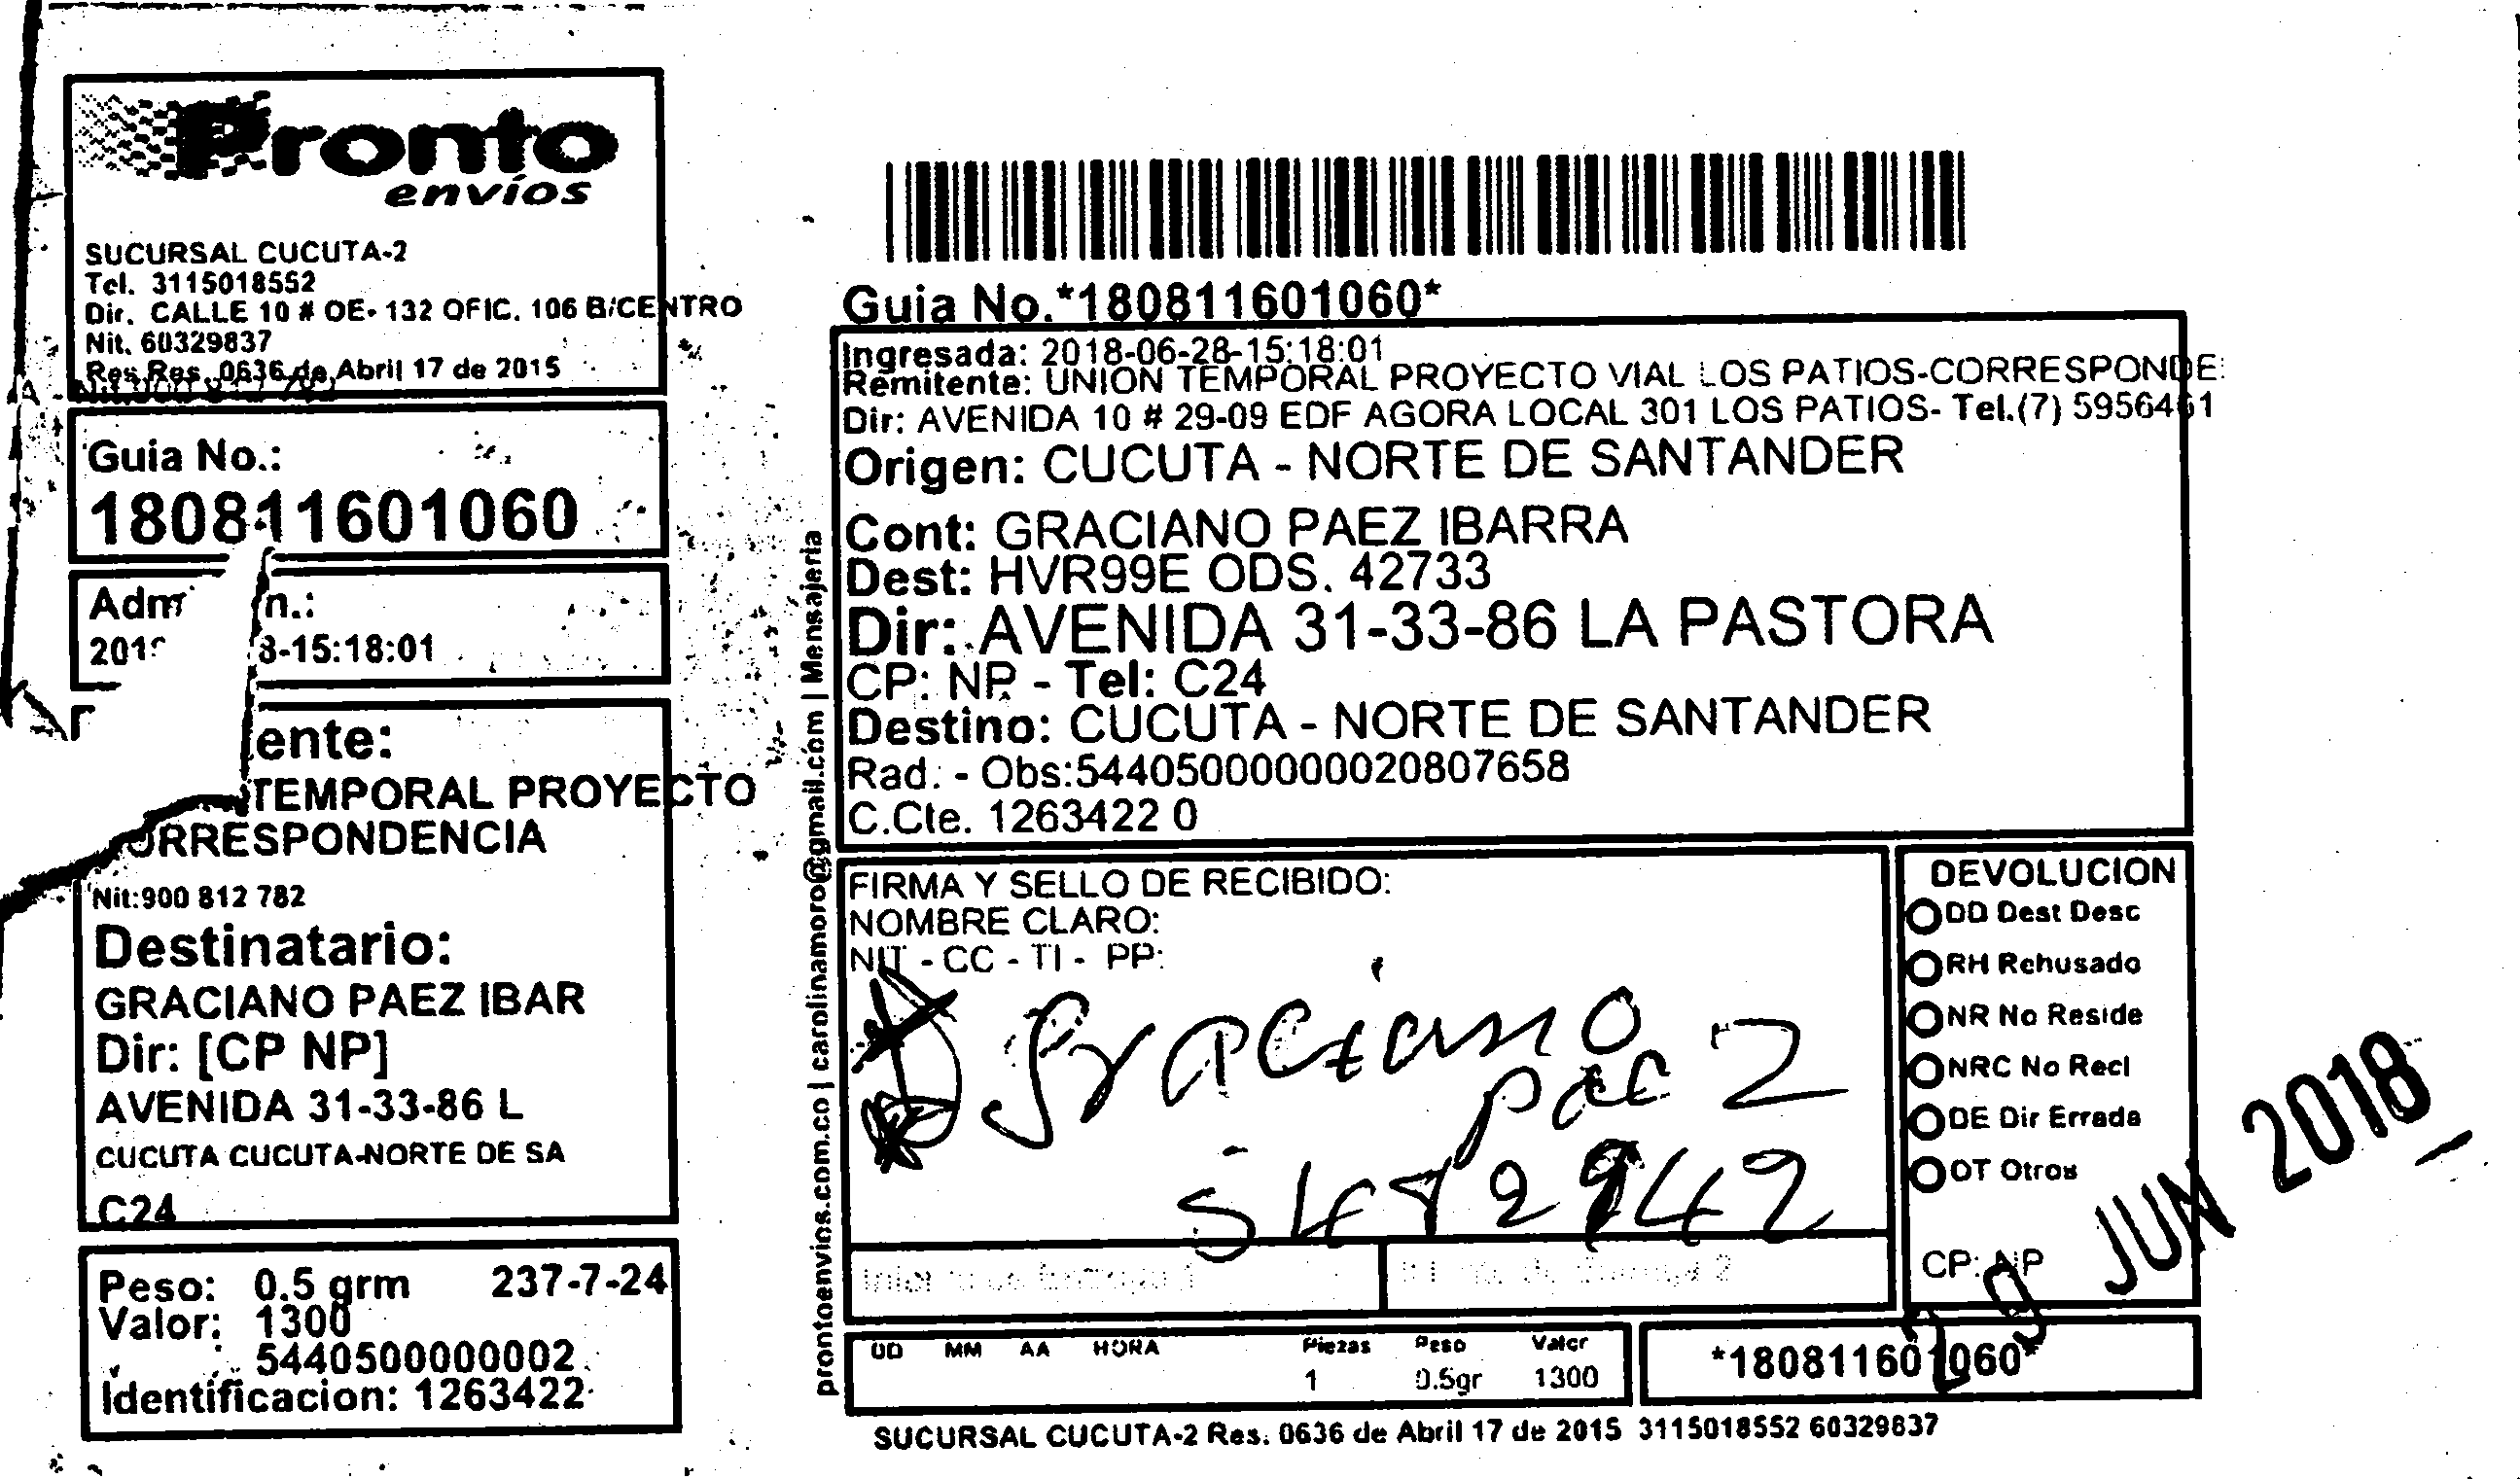 Pronto
envíos
SUCURSAL CUCUTA-2
Tel. 3115018552
Dir. CALLE 10 # OE- 132 OFIC. 106 B/CENTRO
Nit. 60329837
Res Res. 0636 de Abril 17 de 2015
Guia No.:
180811601060
Adm n.:
201 8-15:18:01
ente:
TEMPORAL PROYECTO
ORRESPONDENCIA
Nit:900 812 782
Destinatario:
GRACIANO PAEZ IBAR
Dir: [CP NP]
AVENIDA 31-33-86 L
CUCUTA CUCUTA-NORTE DE SA
C24
Peso: 0.5 grm 237-7-24
Valor: 1300
5440500000002
Identificacion: 1263422
prontoenvios.com.co | carolinamoro@gmail.com | Mensajeria
Guia No.*180811601060*
Ingresada: 2018-06-28-15:18:01
Remitente: UNION TEMPORAL PROYECTO VIAL LOS PATIOS-CORRESPONDE
Dir: AVENIDA 10 # 29-09 EDF AGORA LOCAL 301 LOS PATIOS- Tel.(7) 5956461
Origen: CUCUTA - NORTE DE SANTANDER
Cont: GRACIANO PAEZ IBARRA
Dest: HVR99E ODS. 42733
Dir: AVENIDA 31-33-86 LA PASTORA
CP: NP - Tel: C24
Destino: CUCUTA - NORTE DE SANTANDER
Rad. - Obs:54405000000020807658
C.Cte. 1263422 0
FIRMA Y SELLO DE RECIBIDO:
NOMBRE CLARO:
NIT - CC - TI - PP:
Graciano
paez
DEVOLUCION
DD Dest Desc
RH Rehusado
NR No Reside
NRC No Recl
DE Dir Errada
OT Otros
CP: NP
29 JUN 2018
DD MM AA HORA Piezas Peso Valor
1 0.5gr 1300
*180811601060*
SUCURSAL CUCUTA-2 Res. 0636 de Abril 17 de 2015 3115018552 60329837